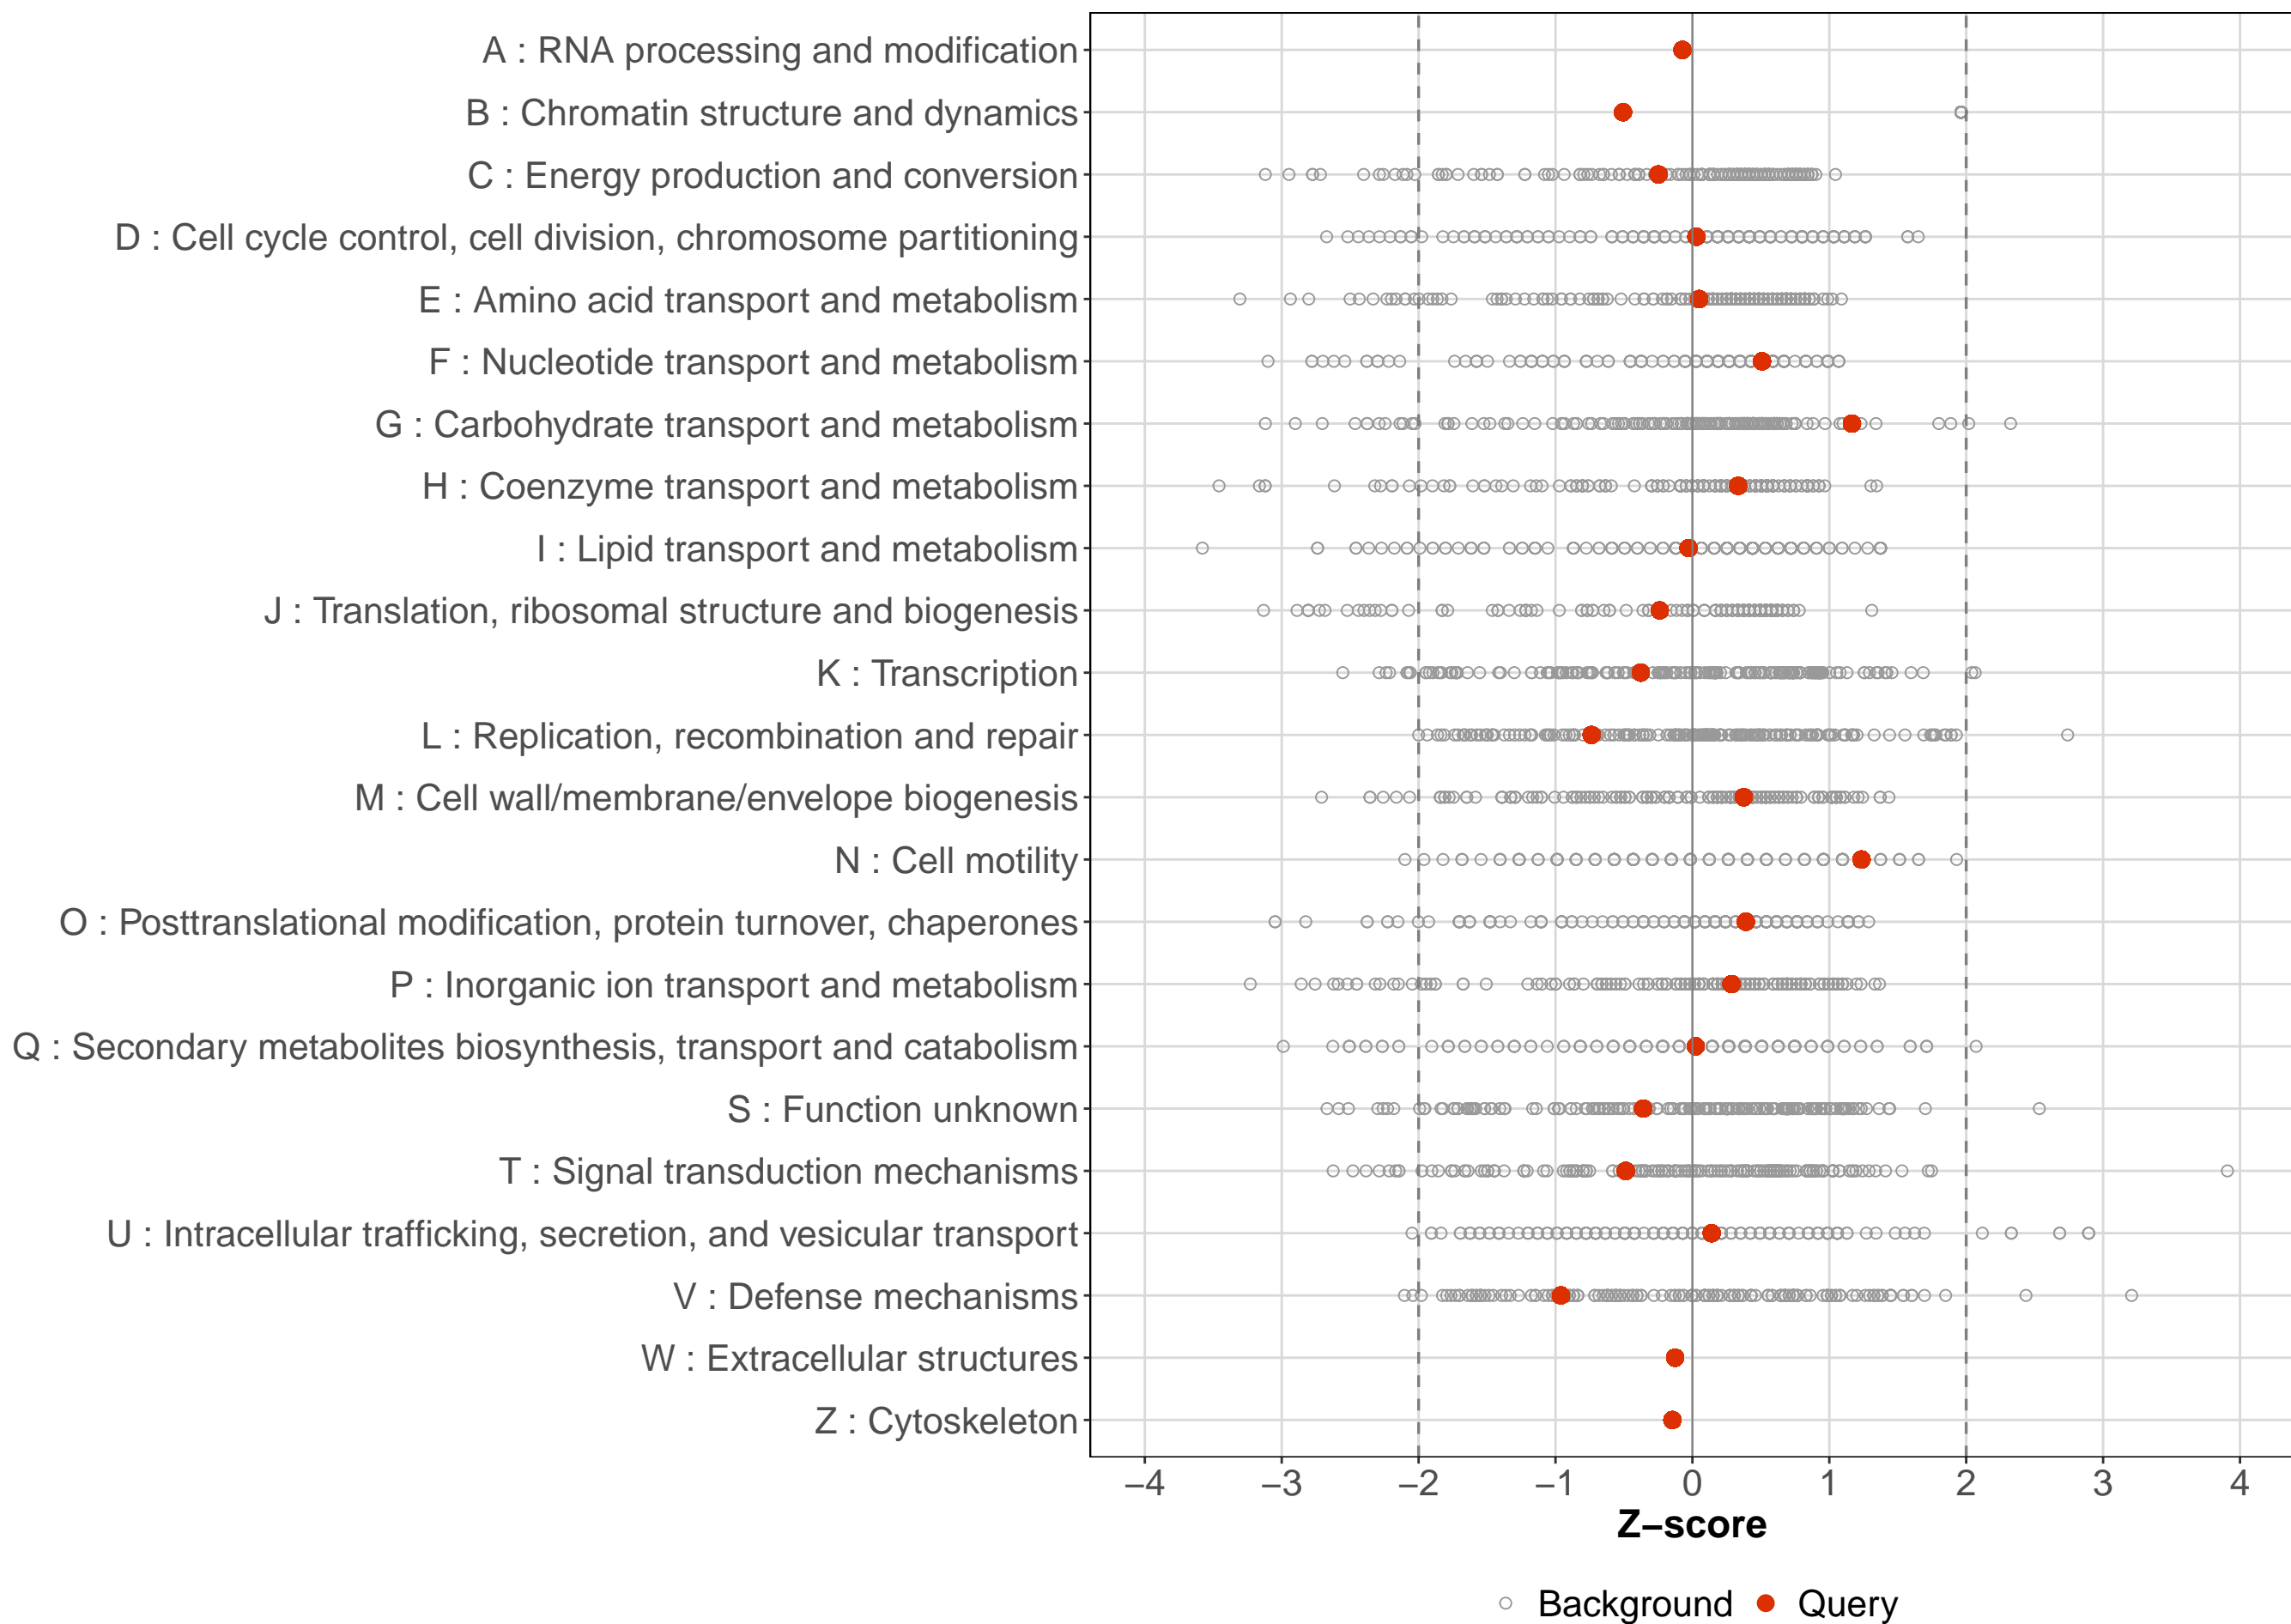 A : RNA processing and modification
B : Chromatin structure and dynamics
C : Energy production and conversion
D : Cell cycle control, cell division, chromosome partitioning
E : Amino acid transport and metabolism
F : Nucleotide transport and metabolism
G : Carbohydrate transport and metabolism
H : Coenzyme transport and metabolism
I : Lipid transport and metabolism
J : Translation, ribosomal structure and biogenesis
K : Transcription
L : Replication, recombination and repair
M : Cell wall/membrane/envelope biogenesis
N : Cell motility
O : Posttranslational modification, protein turnover, chaperones
P : Inorganic ion transport and metabolism
Q : Secondary metabolites biosynthesis, transport and catabolism
S : Function unknown
T : Signal transduction mechanisms
U : Intracellular trafficking, secretion, and vesicular transport
V : Defense mechanisms
W : Extracellular structures
Z : Cytoskeleton
−4 −3 −2 −1 0 1 2 3 4
Z−score
Background Query